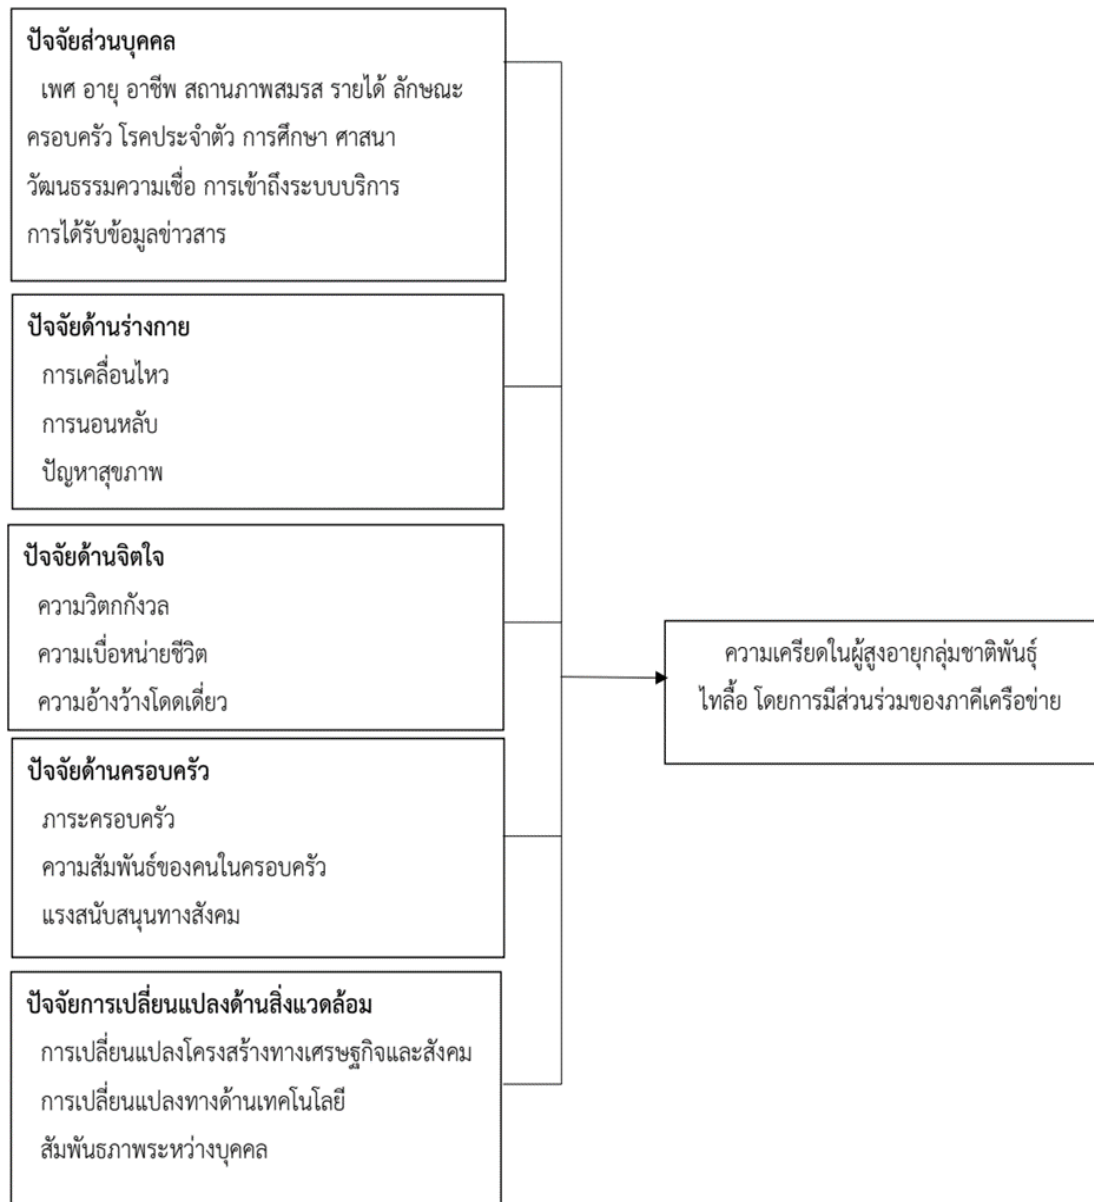 ปัจจัยส่วนบุคคล
เพศ อายุ อาชีพ สถานภาพสมรส รายได้ ลักษณะ
ครอบครัว โรคประจำตัว การศึกษา ศาสนา
วัฒนธรรมความเชื่อ การเข้าถึงระบบบริการ
การได้รับข้อมูลข่าวสาร
ปัจจัยด้านร่างกาย
การเคลื่อนไหว
การนอนหลับ
ปัญหาสุขภาพ
ปัจจัยด้านจิตใจ
ความวิตกกังวล
ความเบื่อหน่ายชีวิต
ความอ้างว้างโดดเดี่ยว
ปัจจัยด้านครอบครัว
ภาระครอบครัว
ความสัมพันธ์ของคนในครอบครัว
แรงสนับสนุนทางสังคม
ปัจจัยการเปลี่ยนแปลงด้านสิ่งแวดล้อม
การเปลี่ยนแปลงโครงสร้างทางเศรษฐกิจและสังคม
การเปลี่ยนแปลงทางด้านเทคโนโลยี
สัมพันธภาพระหว่างบุคคล
ความเครียดในผู้สูงอายุกลุ่มชาติพันธุ์
ไทลื้อ โดยการมีส่วนร่วมของภาคีเครือข่าย